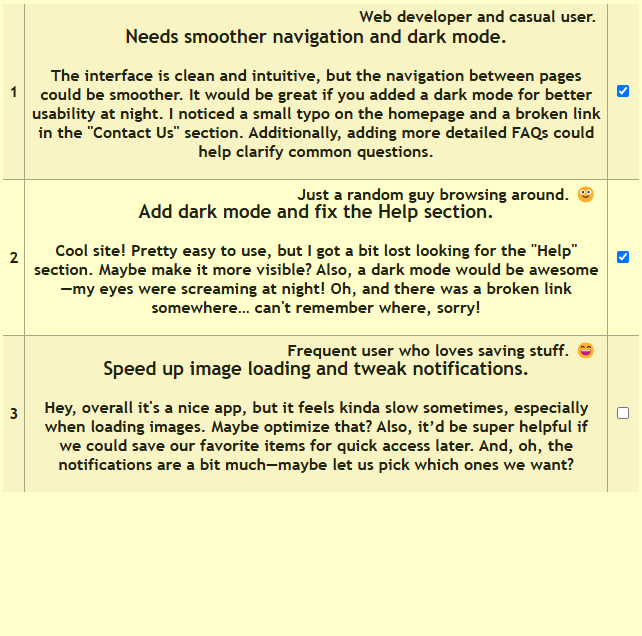 Web developer and casual user.
Needs smoother navigation and dark mode.
1
The interface is clean and intuitive, but the navigation between pages
could be smoother. It would be great if you added a dark mode for better
usability at night. I noticed a small typo on the homepage and a broken link
in the "Contact Us" section. Additionally, adding more detailed FAQs could
help clarify common questions.
Just a random guy browsing around. 🙂
Add dark mode and fix the Help section.
2
Cool site! Pretty easy to use, but I got a bit lost looking for the "Help"
section. Maybe make it more visible? Also, a dark mode would be awesome
—my eyes were screaming at night! Oh, and there was a broken link
somewhere... can't remember where, sorry!
Frequent user who loves saving stuff. 😄
Speed up image loading and tweak notifications.
3
Hey, overall it's a nice app, but it feels kinda slow sometimes, especially
when loading images. Maybe optimize that? Also, it’d be super helpful if
we could save our favorite items for quick access later. And, oh, the
notifications are a bit much—maybe let us pick which ones we want?